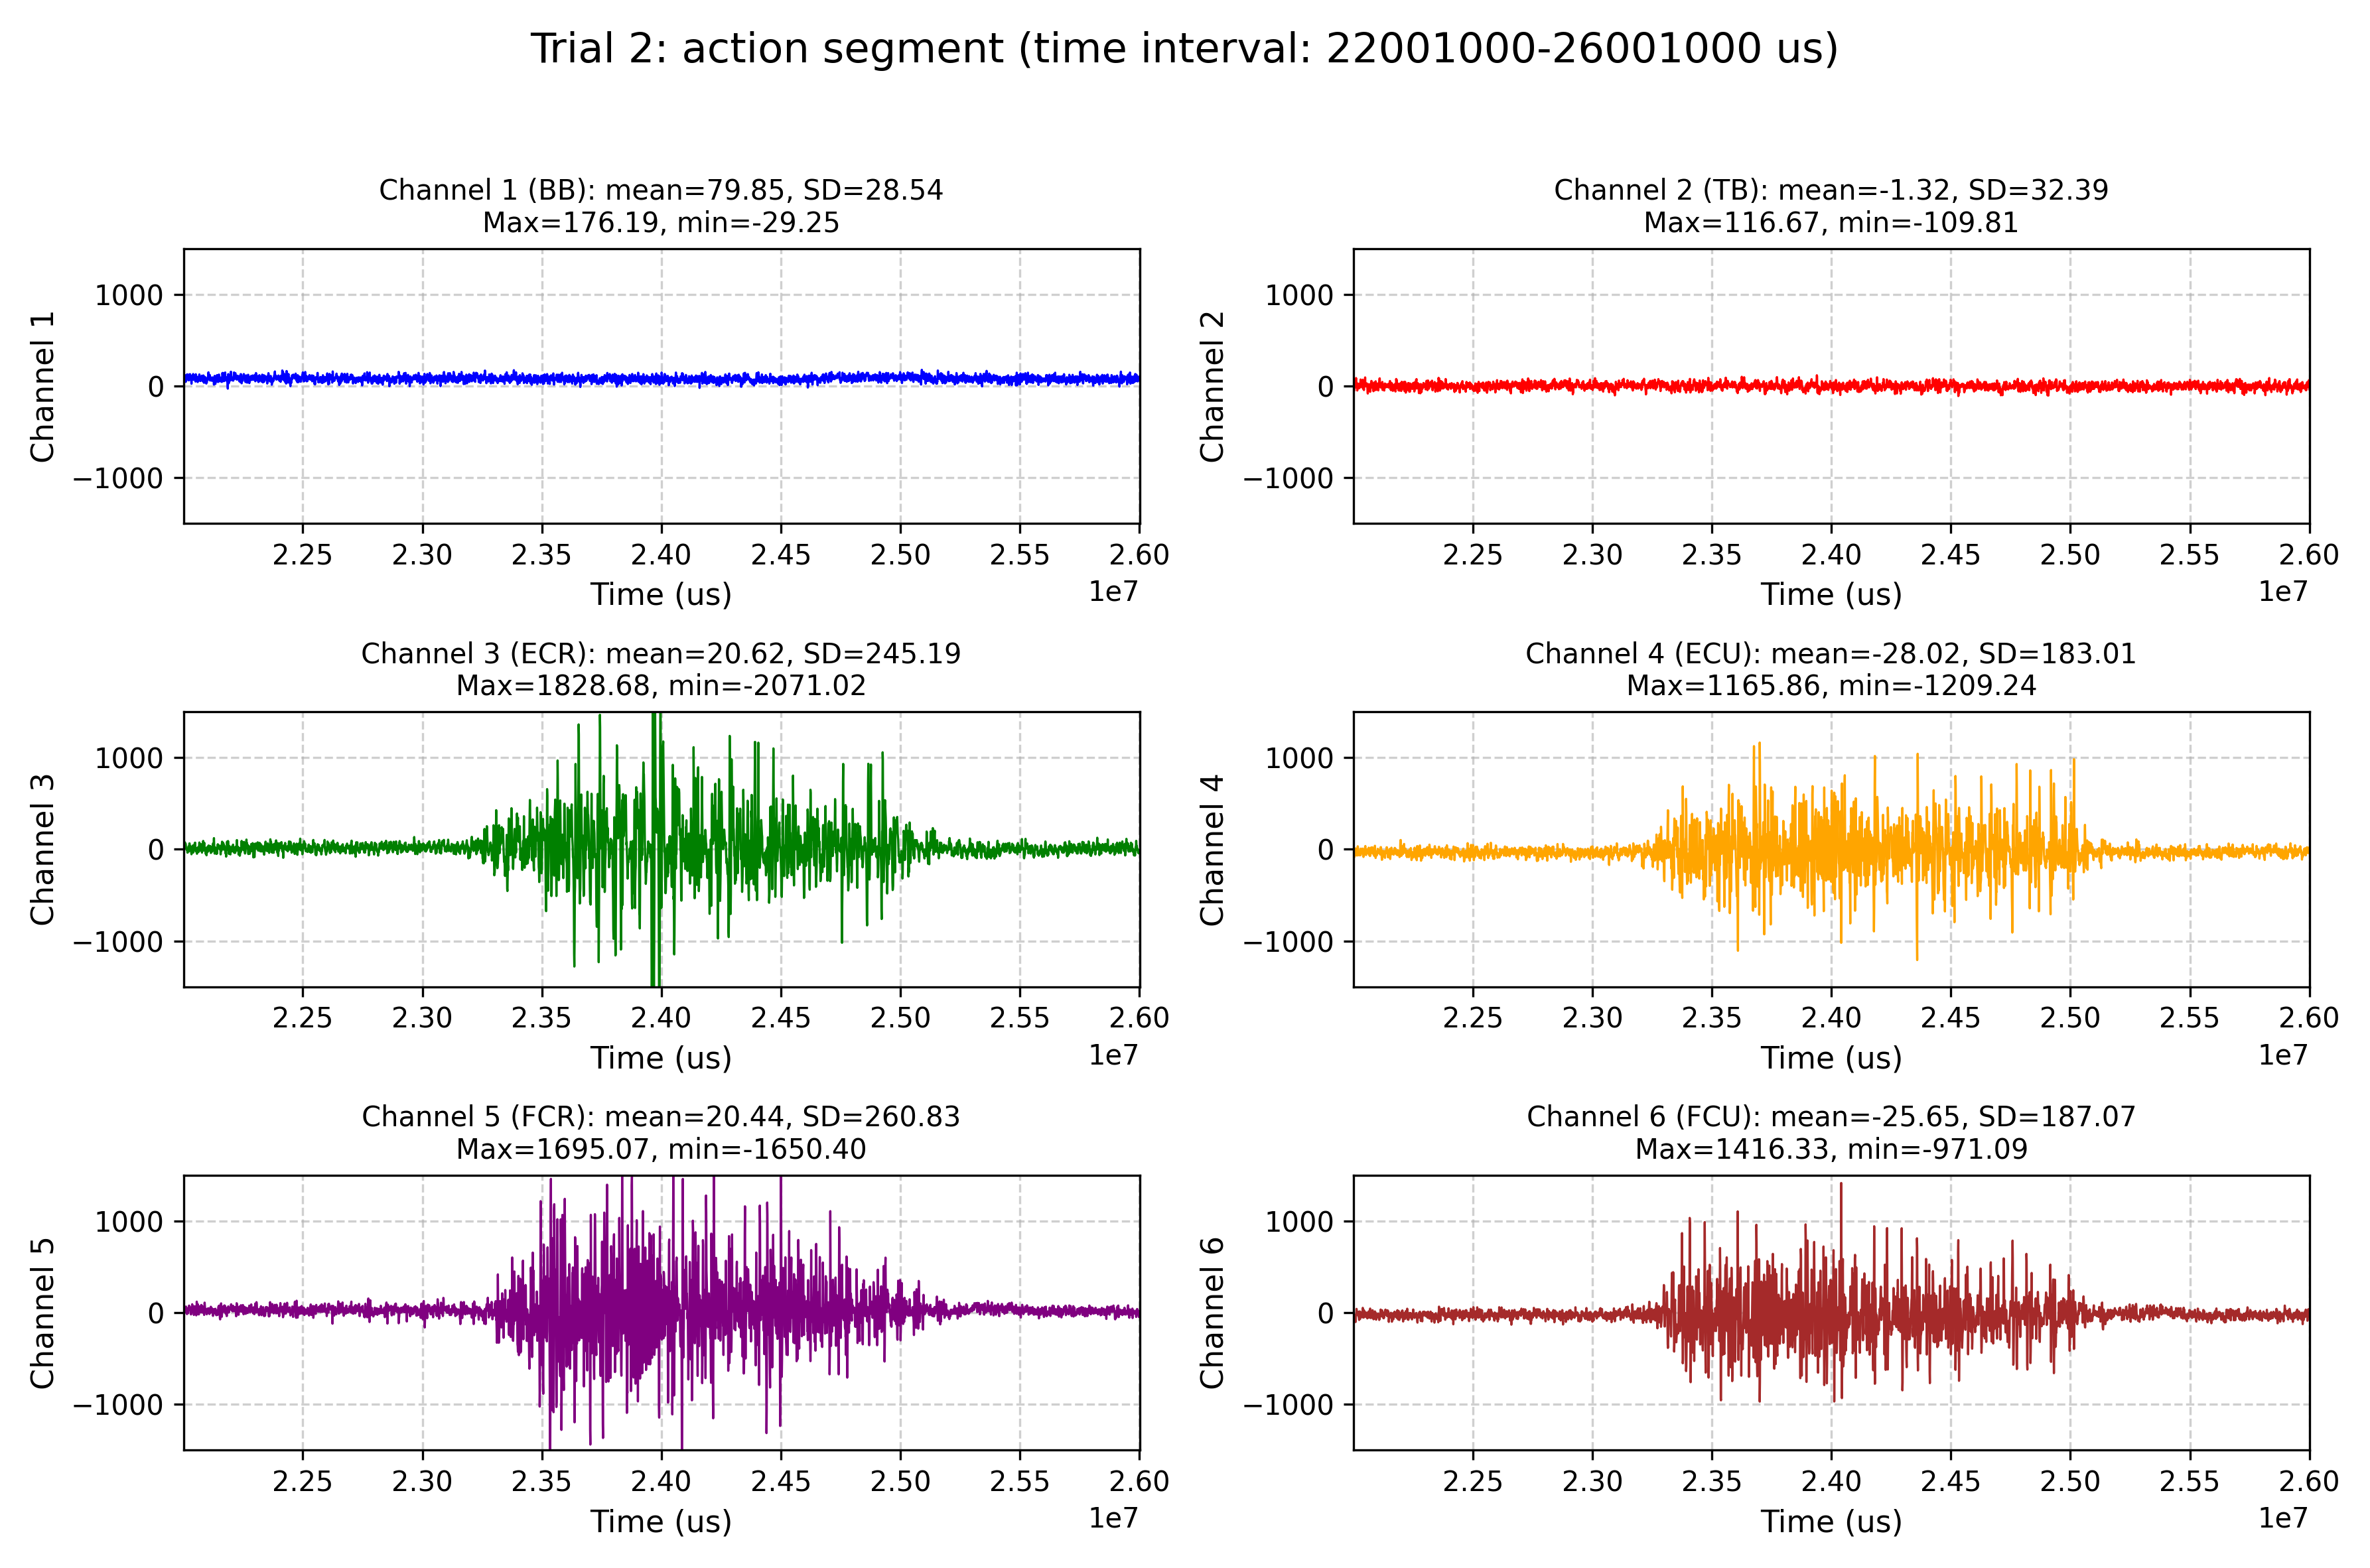 Trial 2: action segment (time interval: 22001000-26001000 us)
Channel 1 (BB): mean=79.85, SD=28.54
Max=176.19, min=-29.25
Channel 1
1000
0
−1000
2.25 2.30 2.35 2.40 2.45 2.50 2.55 2.60
Time (us)
1e7
Channel 2 (TB): mean=-1.32, SD=32.39
Max=116.67, min=-109.81
Channel 2
1000
0
−1000
2.25 2.30 2.35 2.40 2.45 2.50 2.55 2.60
Time (us)
1e7
Channel 3 (ECR): mean=20.62, SD=245.19
Max=1828.68, min=-2071.02
Channel 3
1000
0
−1000
2.25 2.30 2.35 2.40 2.45 2.50 2.55 2.60
Time (us)
1e7
Channel 4 (ECU): mean=-28.02, SD=183.01
Max=1165.86, min=-1209.24
Channel 4
1000
0
−1000
2.25 2.30 2.35 2.40 2.45 2.50 2.55 2.60
Time (us)
1e7
Channel 5 (FCR): mean=20.44, SD=260.83
Max=1695.07, min=-1650.40
Channel 5
1000
0
−1000
2.25 2.30 2.35 2.40 2.45 2.50 2.55 2.60
Time (us)
1e7
Channel 6 (FCU): mean=-25.65, SD=187.07
Max=1416.33, min=-971.09
Channel 6
1000
0
−1000
2.25 2.30 2.35 2.40 2.45 2.50 2.55 2.60
Time (us)
1e7